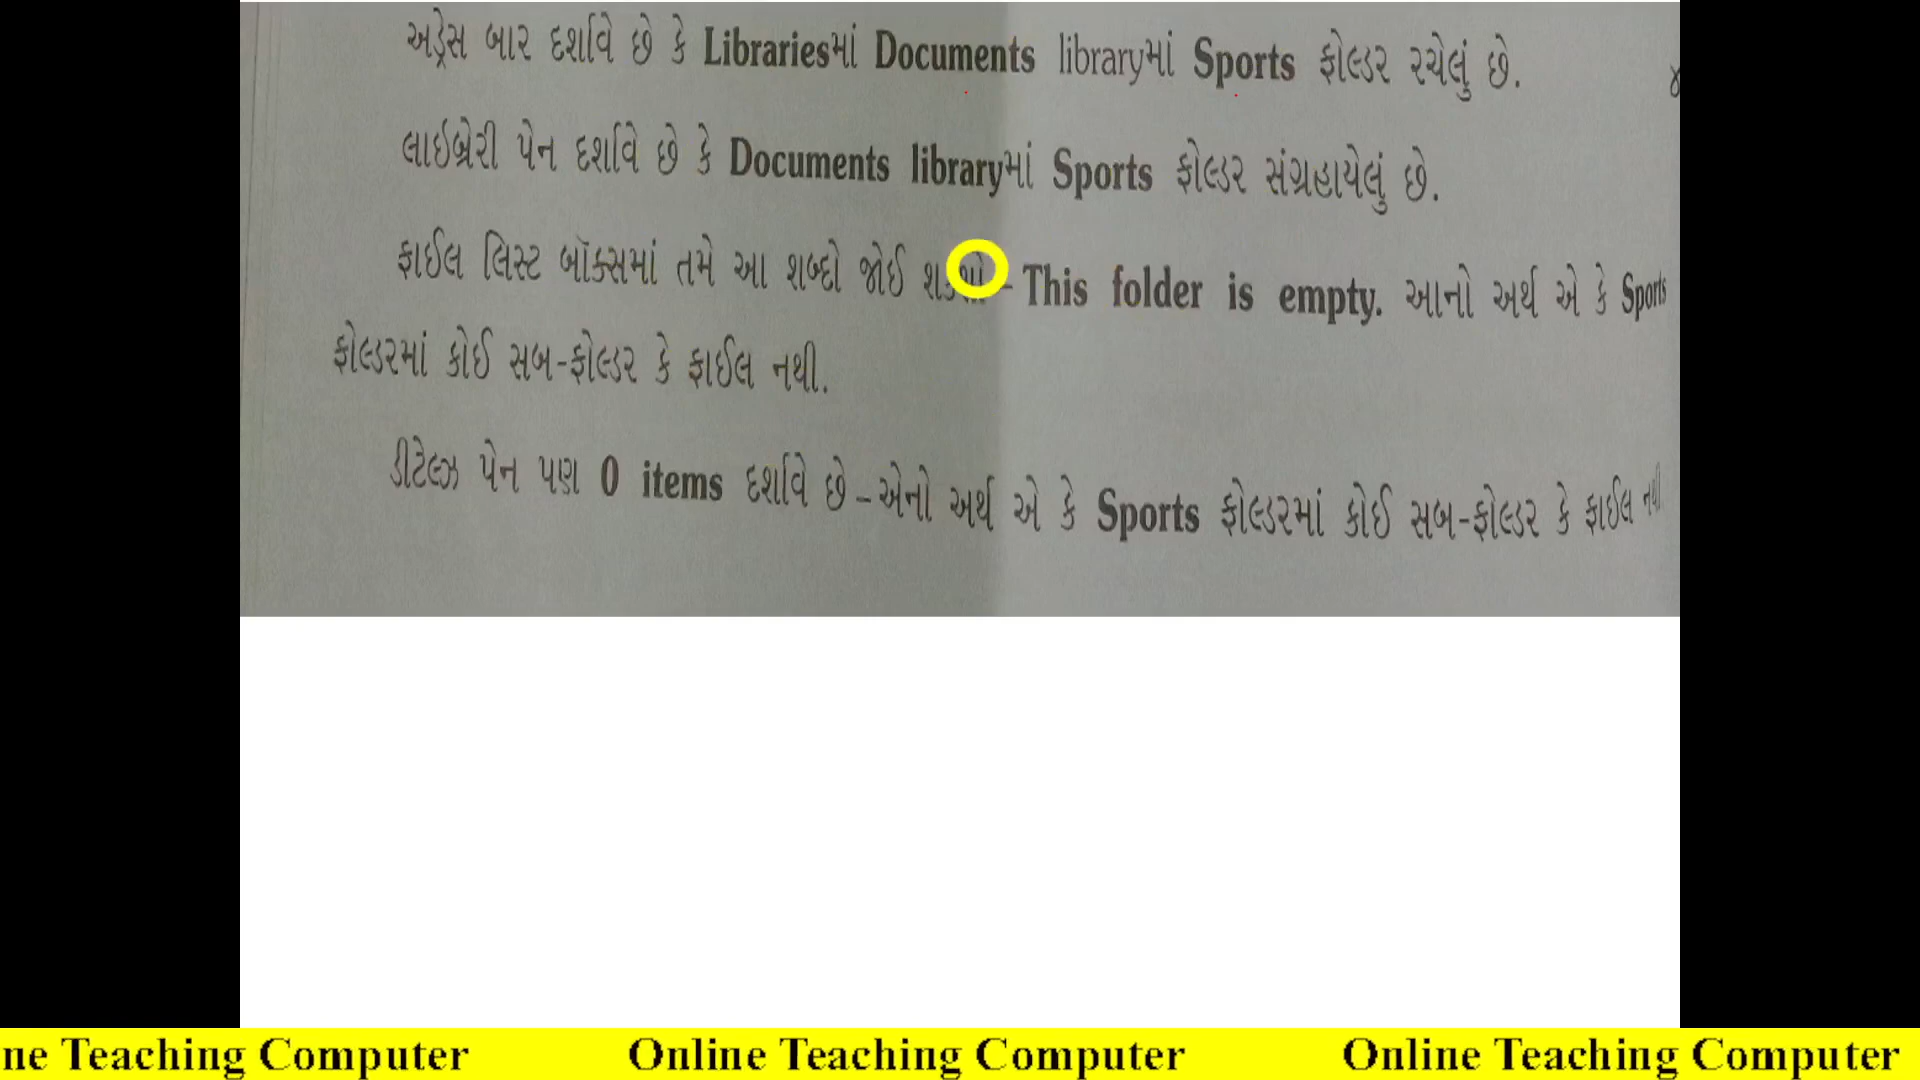 અડ્રેસ બાર દર્શાવે છે કે Librariesમાં Documents libraryમાં Sports ફોલ્ડર રચેલું છે.
લાઇબ્રેરી પેન દર્શાવે છે કે Documents libraryમાં Sports ફોલ્ડર સંગ્રહાયેલું છે.
ફાઈલ લિસ્ટ બૉક્સમાં તમે આ શબ્દો જોઈ શકશો – This folder is empty. આનો અર્થ એ કે Sports
ફોલ્ડરમાં કોઈ સબ-ફોલ્ડર કે ફાઈલ નથી.
ડીટેલ્ઝ પેન પણ 0 items દર્શાવે છે – એનો અર્થ એ કે Sports ફોલ્ડરમાં કોઈ સબ-ફોલ્ડર કે ફાઈલ નથી
ne Teaching Computer Online Teaching Computer Online Teaching Computer